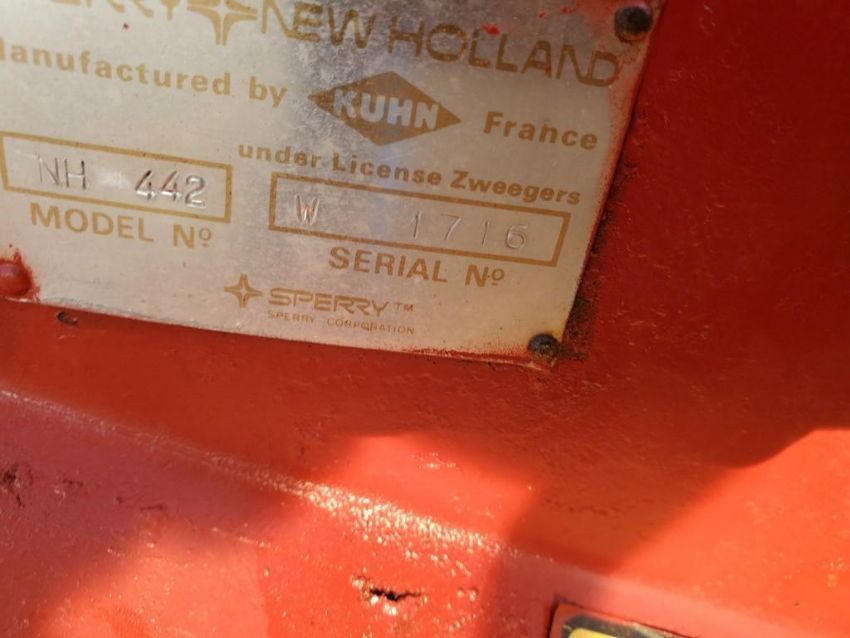 SPERRY NEW HOLLAND
Manufactured by KUHN France
under License Zweegers
NH 442
MODEL Nº
W 1716
SERIAL Nº
SPERRY™
SPERRY CORPORATION